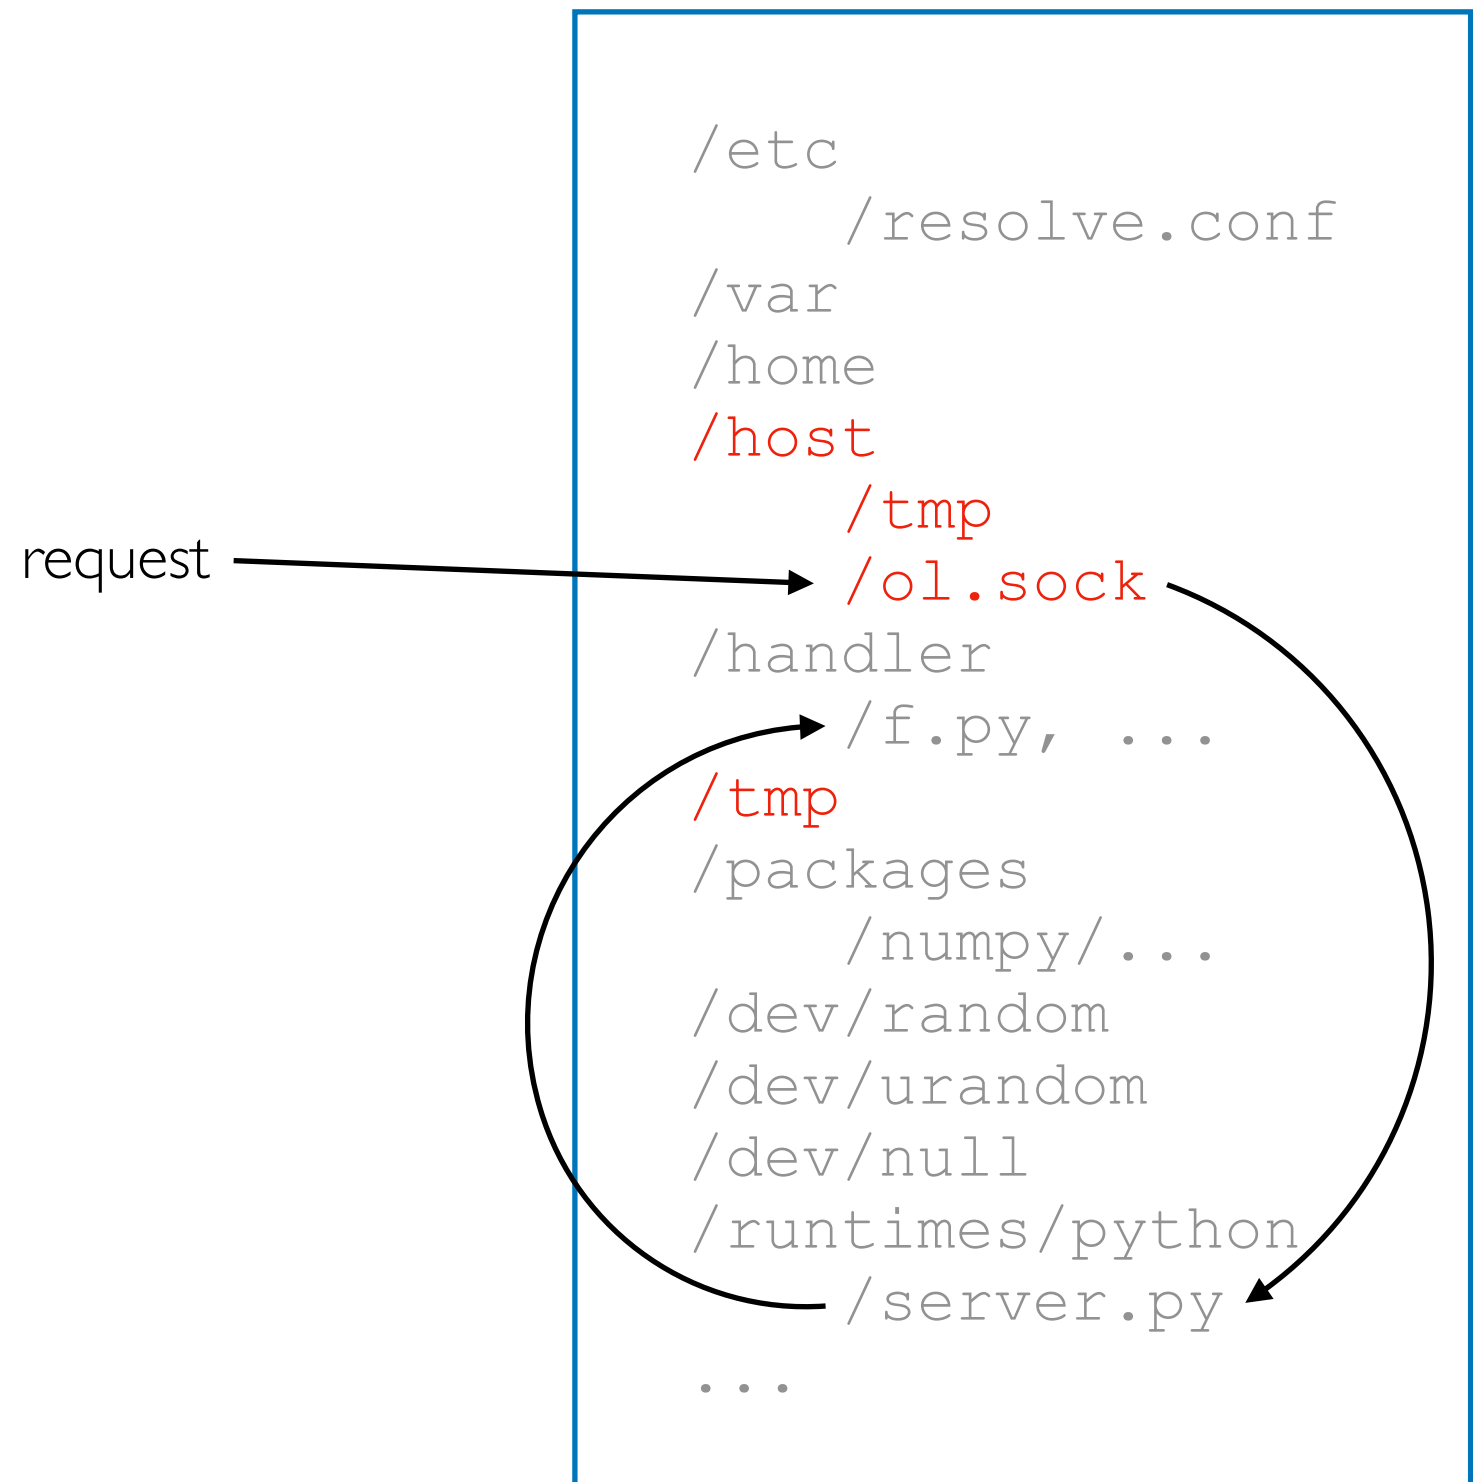 /etc
/resolve.conf
/var
/home
/host
/tmp
request
/ol.sock
/handler
/f.py, ...
/tmp
/packages
/numpy/...
/dev/random
/dev/urandom
/dev/null
/runtimes/python
/server.py
...